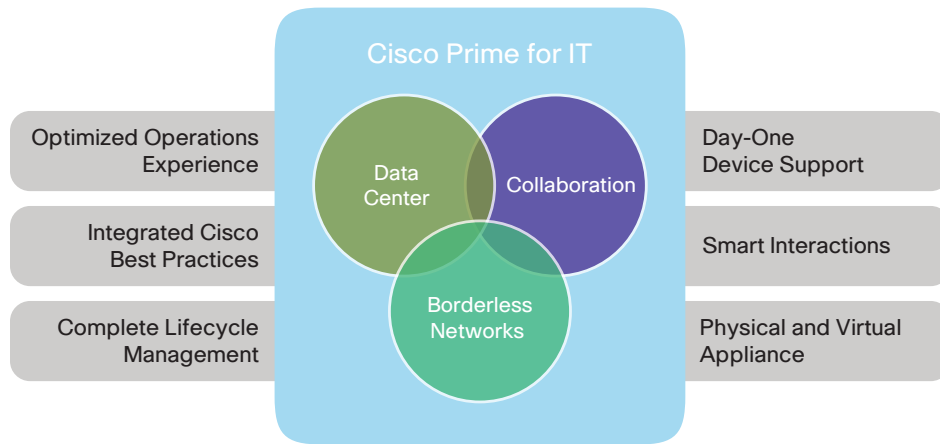 Cisco Prime for IT
Optimized Operations
Experience
Integrated Cisco
Best Practices
Complete Lifecycle
Management
Data
Center
Collaboration
Borderless
Networks
Day-One
Device Support
Smart Interactions
Physical and Virtual
Appliance